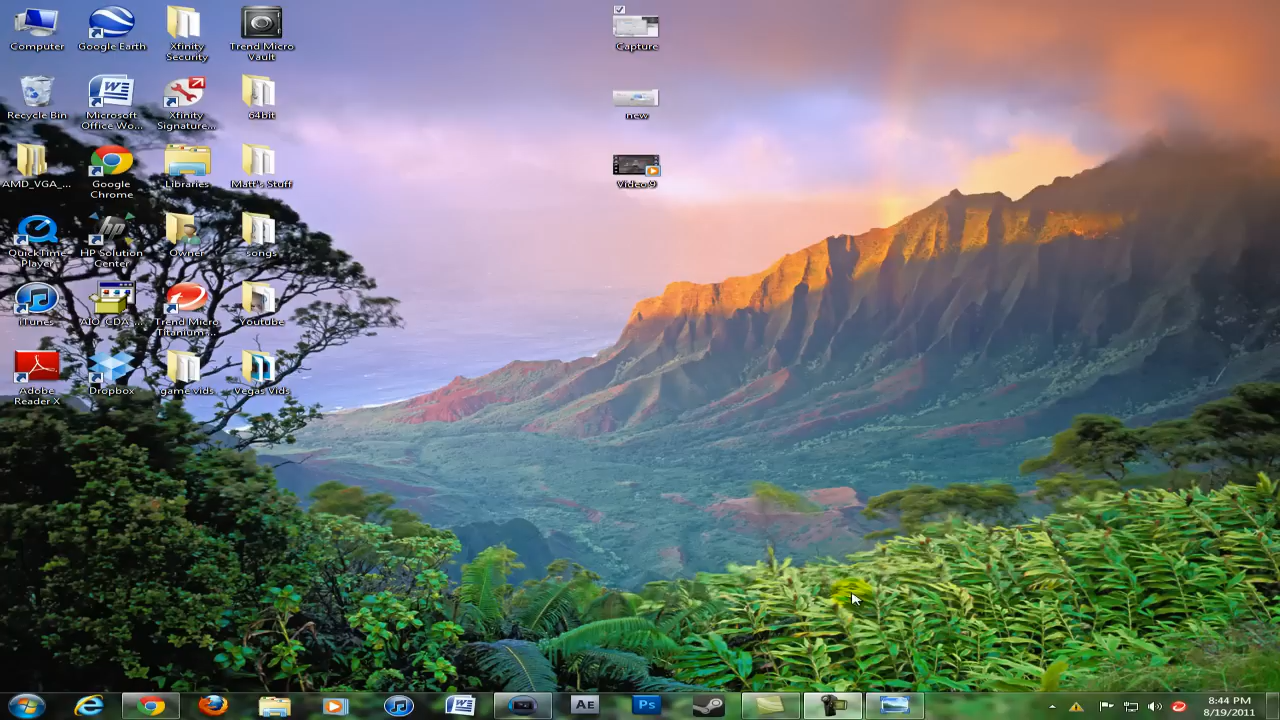 Computer
Google Earth
Xfinity
Security
Trend Micro
Vault
Capture
Recycle Bin
Microsoft
Office Wo...
Xfinity
Signature...
64bit
new
AMD_VGA_...
Google
Chrome
Libraries
Matt's Stuff
Video 9
QuickTime
Player
HP Solution
Center
Owner
songs
iTunes
AIO_CDA_...
Trend Micro
Titanium ...
Youtube
Adobe
Reader X
Dropbox
game vids
Vegas Vids
AE
Ps
8:44 PM
8/19/2011